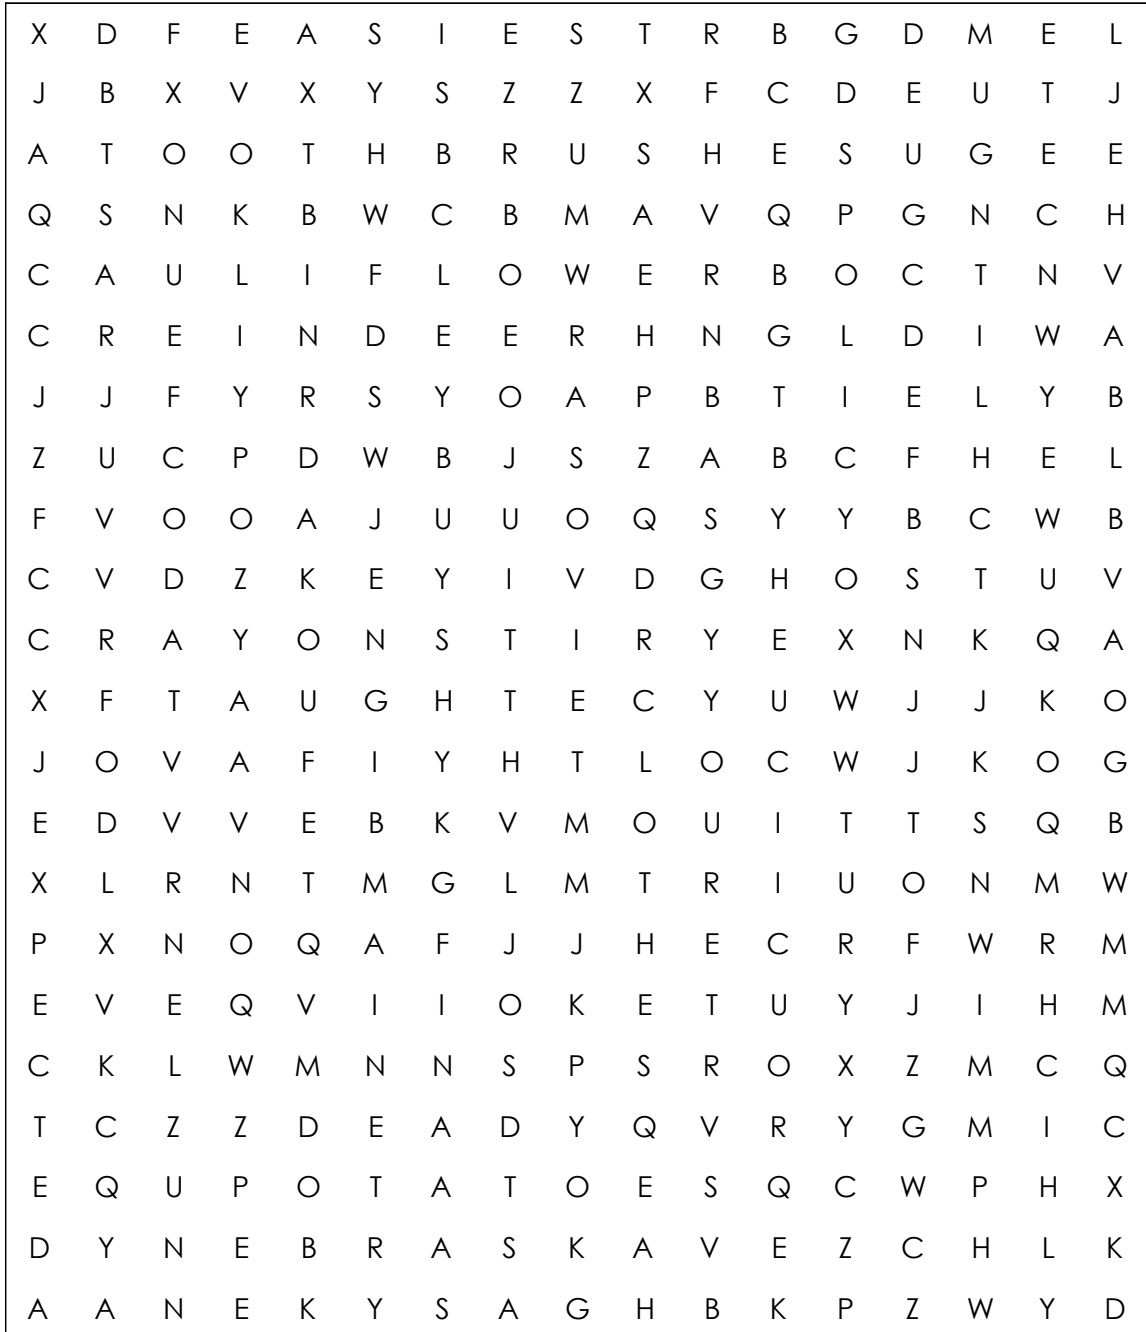 X D F E A S I E S T R B G D M E L
J B X V X Y S Z Z X F C D E U T J
A T O O T H B R U S H E S U G E E
Q S N K B W C B M A V Q P G N C H
C A U L I F L O W E R B O C T N V
C R E I N D E E R H N G L D I W A
J J F Y R S Y O A P B T I E L Y B
Z U C P D W B J S Z A B C F H E L
F V O O A J U U O Q S Y Y B C W B
C V D Z K E Y I V D G H O S T U V
C R A Y O N S T I R Y E X N K Q A
X F T A U G H T E C Y U W J J K O
J O V A F I Y H T L O C W J K O G
E D V V E B K V M O U I T T S Q B
X L R N T M G L M T R I U O N M W
P X N O Q A F J J H E C R F W R M
E V E Q V I I O K E T U Y J I H M
C K L W M N N S P S R O X Z M C Q
T C Z Z D E A D Y Q V R Y G M I C
E Q U P O T A T O E S Q C W P H X
D Y N E B R A S K A V E Z C H L K
A A N E K Y S A G H B K P Z W Y D